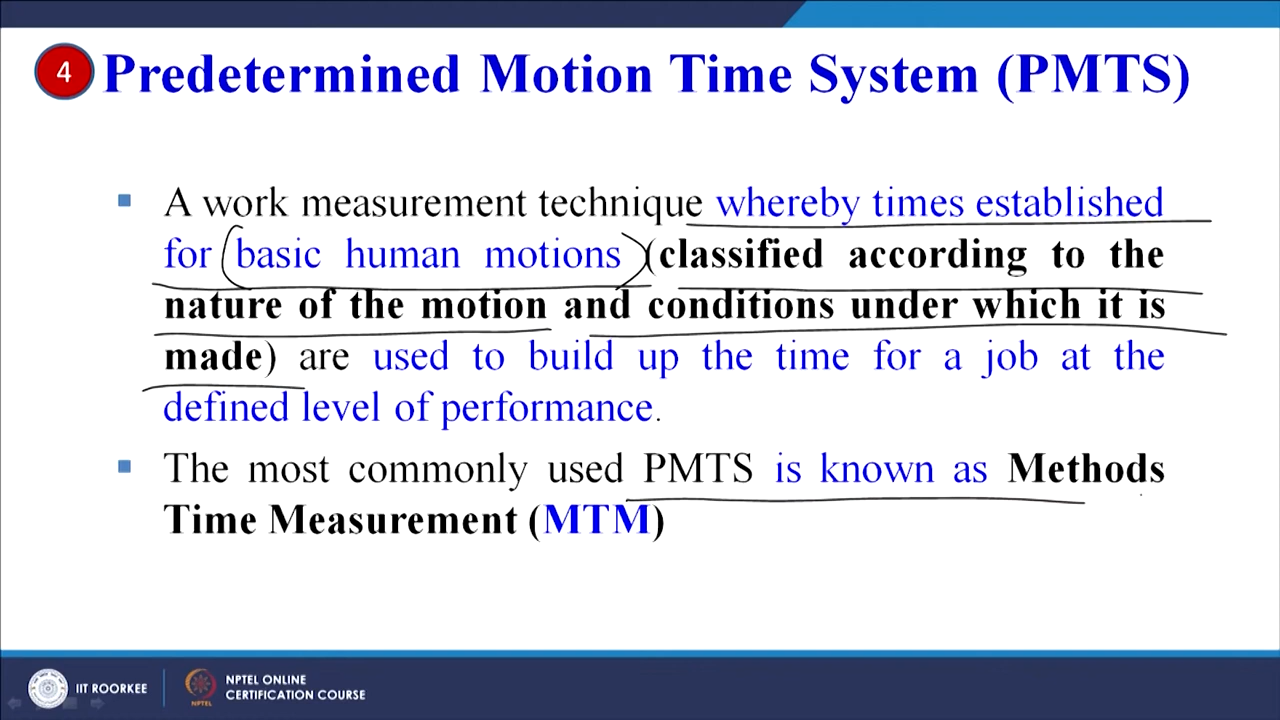 4 Predetermined Motion Time System (PMTS)
A work measurement technique whereby times established
for (basic human motions) (classified according to the
nature of the motion and conditions under which it is
made) are used to build up the time for a job at the
defined level of performance.
The most commonly used PMTS is known as Methods
Time Measurement (MTM)
IIT ROORKEE
NPTEL ONLINE
CERTIFICATION COURSE
NPTEL